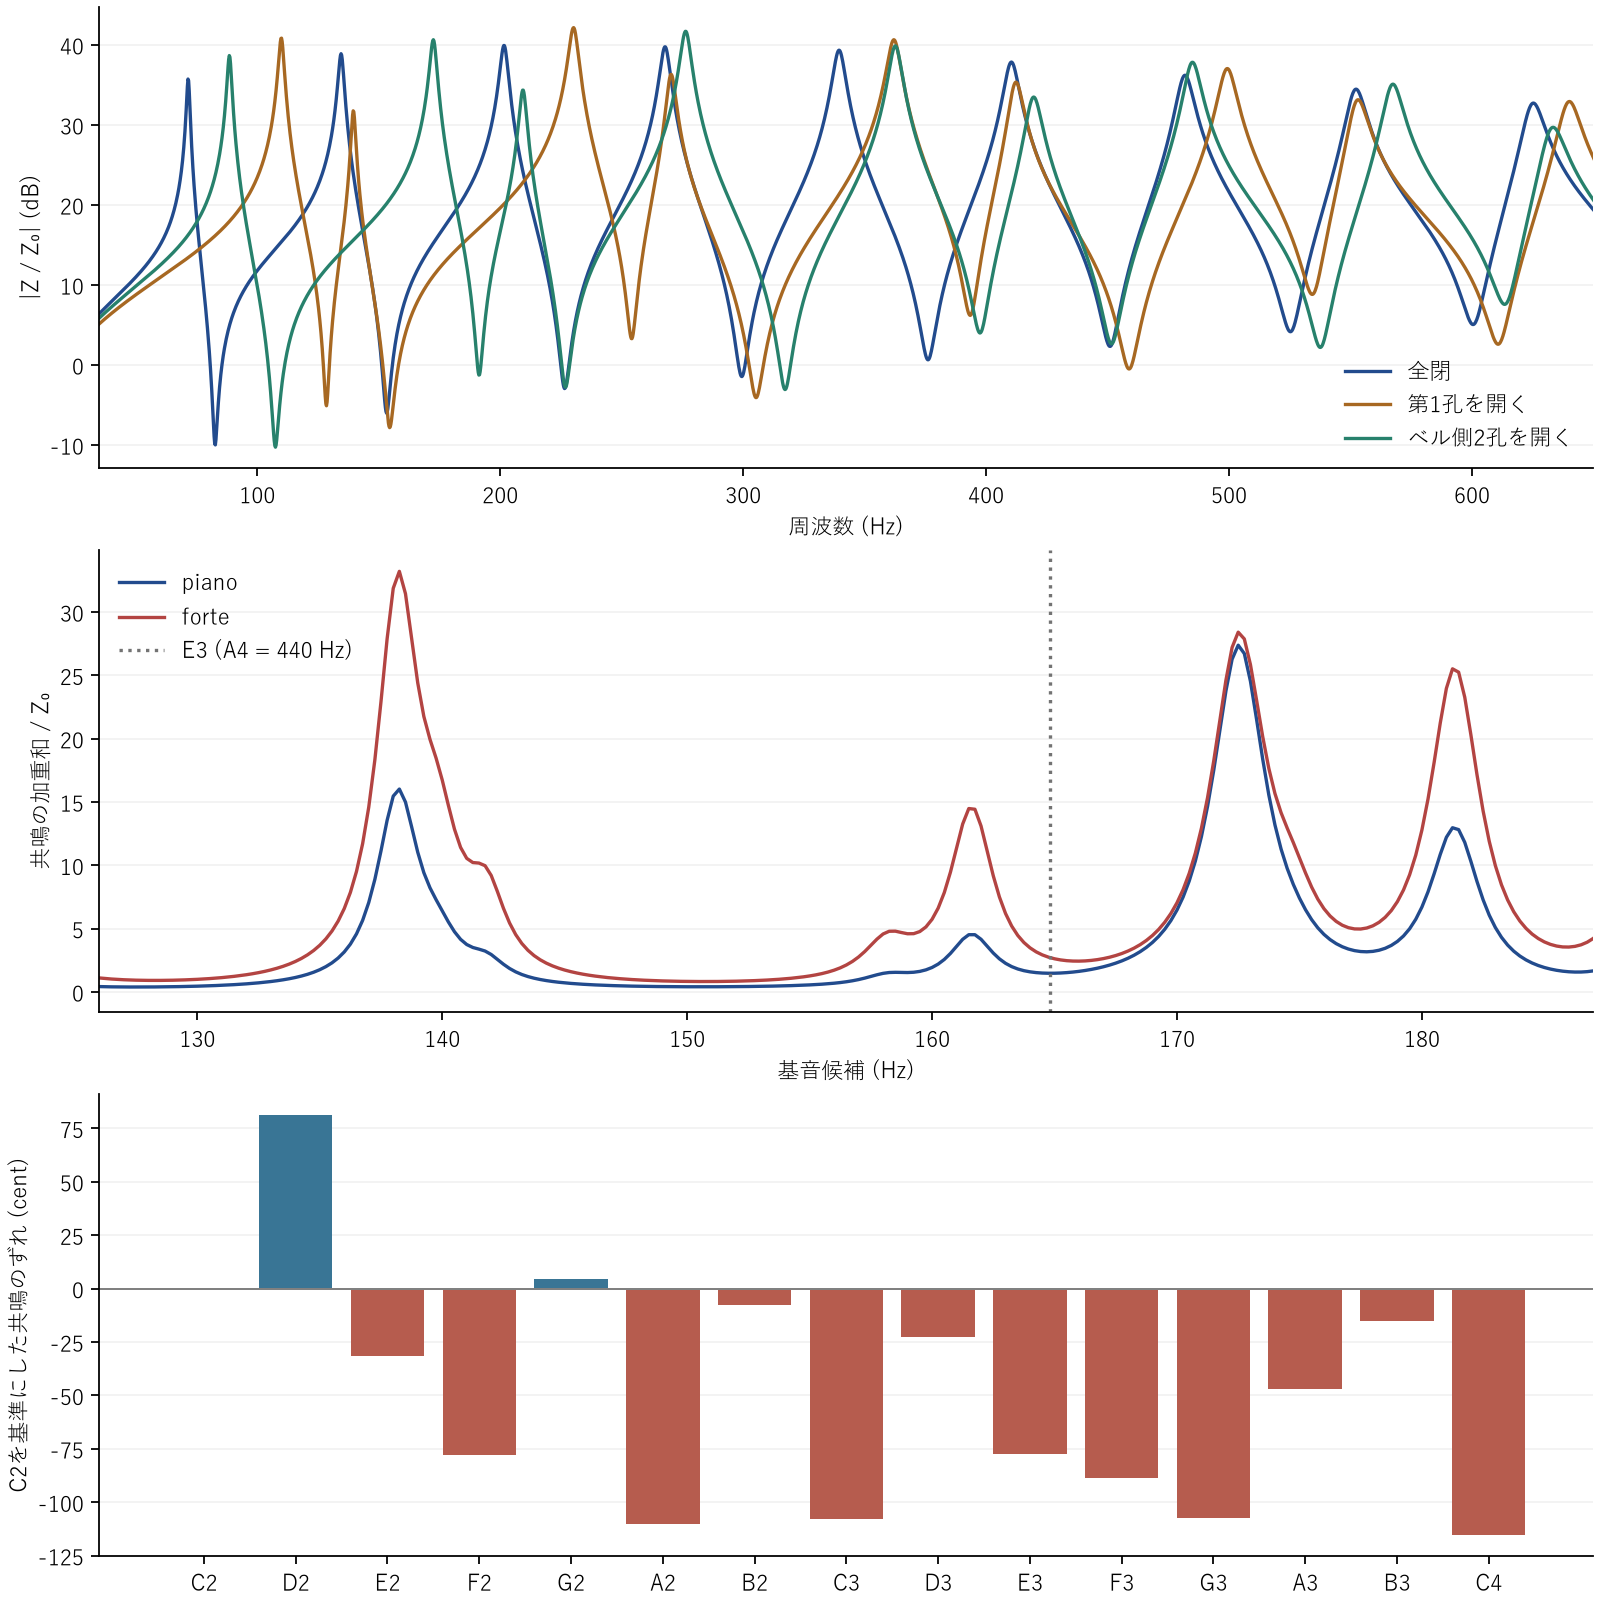 |Z / Z₀| (dB)
40
30
20
10
0
-10
全閉
第1孔を開く
ベル側2孔を開く
100 200 300 400 500 600
周波数 (Hz)
共鳴の加重和 / Z₀
30
25
20
15
10
5
0
piano
forte
E3 (A4 = 440 Hz)
130 140 150 160 170 180
基音候補 (Hz)
C2を基準にした共鳴のずれ (cent)
75
50
25
0
-25
-50
-75
-100
-125
C2 D2 E2 F2 G2 A2 B2 C3 D3 E3 F3 G3 A3 B3 C4